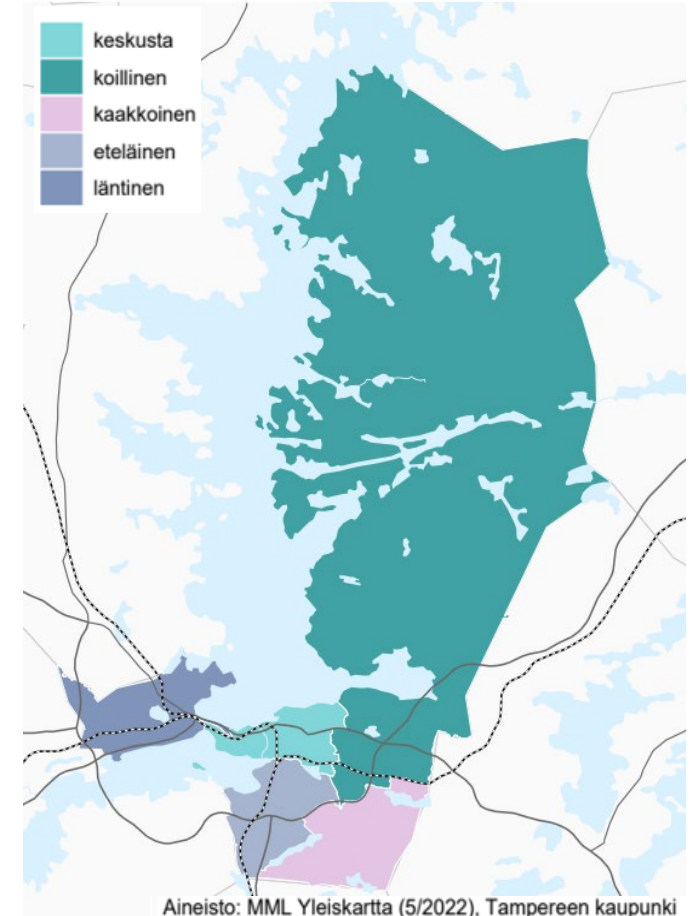 keskusta
koillinen
kaakkoinen
eteläinen
läntinen
Aineisto: MML Yleiskartta (5/2022), Tampereen kaupunki